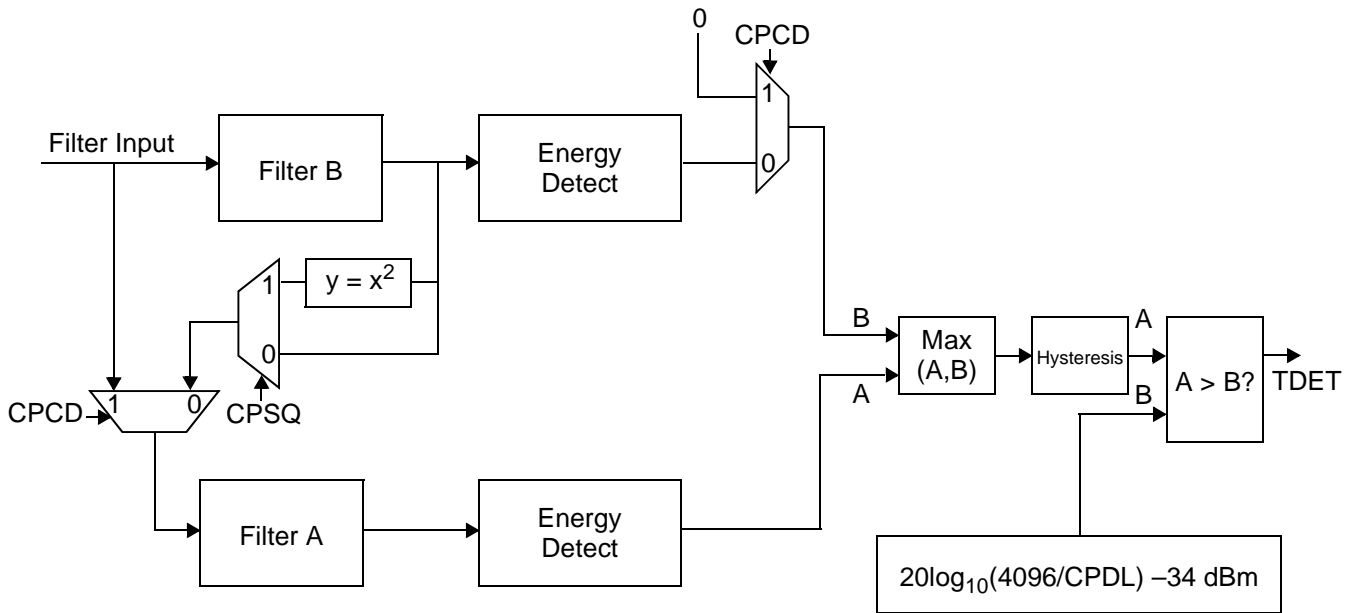 0
CPCD
1
0
Filter Input
Filter B
Energy
Detect
y = x²
1
0
CPSQ
CPCD
1
0
B
A
Max
(A,B)
Hysteresis
A
B
A > B?
TDET
Filter A
Energy
Detect
20log₁₀(4096/CPDL) –34 dBm